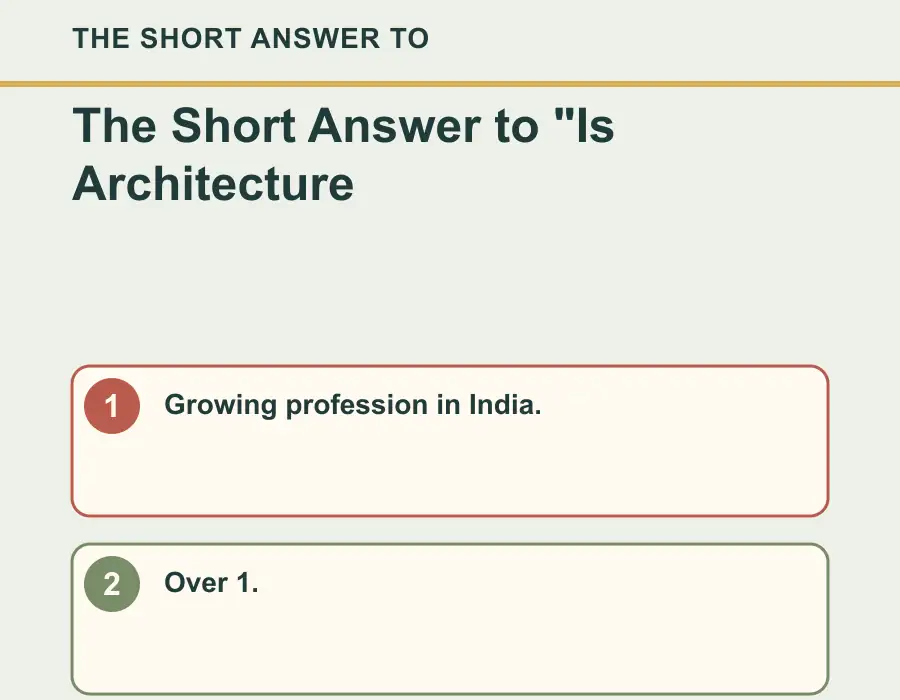 THE SHORT ANSWER TO
The Short Answer to "Is
Architecture
1
Growing profession in India.
2
Over 1.